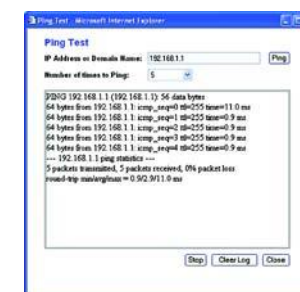 Ping Test - Microsoft Internet Explorer
Ping Test
IP Address or Domain Name: 192.168.1.1 Ping
Number of times to Ping: 5
PING 192.168.1.1 (192.168.1.1): 56 data bytes
64 bytes from 192.168.1.1: icmp_seq=0 ttl=255 time=11.0 ms
64 bytes from 192.168.1.1: icmp_seq=1 ttl=255 time=0.9 ms
64 bytes from 192.168.1.1: icmp_seq=2 ttl=255 time=0.9 ms
64 bytes from 192.168.1.1: icmp_seq=3 ttl=255 time=0.9 ms
64 bytes from 192.168.1.1: icmp_seq=4 ttl=255 time=0.9 ms
--- 192.168.1.1 ping statistics ---
5 packets transmitted, 5 packets received, 0% packet loss
round-trip min/avg/max = 0.9/2.9/11.0 ms
Stop Clear Log Close